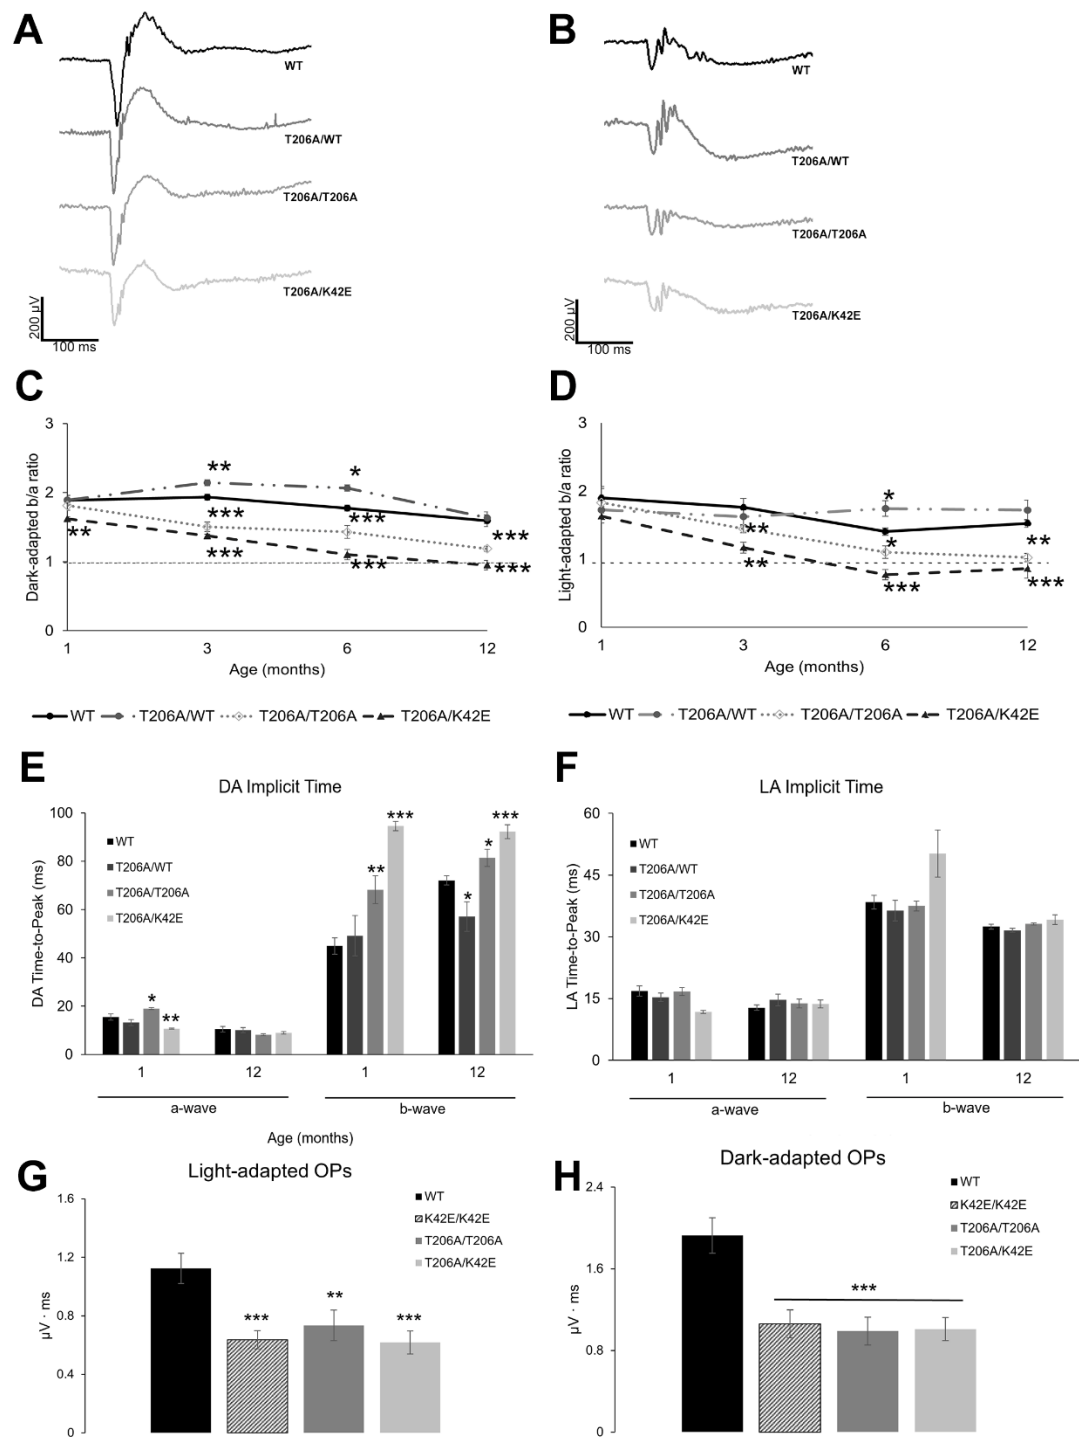 A
WT
T206A/WT
T206A/T206A
T206A/K42E
200 µV
100 ms
B
WT
T206A/WT
T206A/T206A
T206A/K42E
200 µV
100 ms
C
Dark-adapted b/a ratio
3
2
1
0
**
**
***
***
*
***
***
***
***
1
3
6
12
Age (months)
WT
T206A/WT
T206A/T206A
T206A/K42E
D
Light-adapted b/a ratio
3
2
1
0
**
**
*
*
***
**
***
1
3
6
12
Age (months)
WT
T206A/WT
T206A/T206A
T206A/K42E
E
DA Implicit Time
DA Time-to-Peak (ms)
100
80
60
40
20
0
WT
T206A/WT
T206A/T206A
T206A/K42E
*
**
**
***
*
*
***
1
12
1
12
a-wave
b-wave
Age (months)
F
LA Implicit Time
LA Time-to-Peak (ms)
60
45
30
15
0
WT
T206A/WT
T206A/T206A
T206A/K42E
1
12
1
12
a-wave
b-wave
G
Light-adapted OPs
µV · ms
1.6
1.2
0.8
0.4
0
WT
K42E/K42E
T206A/T206A
T206A/K42E
***
**
***
H
Dark-adapted OPs
µV · ms
2.4
1.6
0.8
0
WT
K42E/K42E
T206A/T206A
T206A/K42E
***